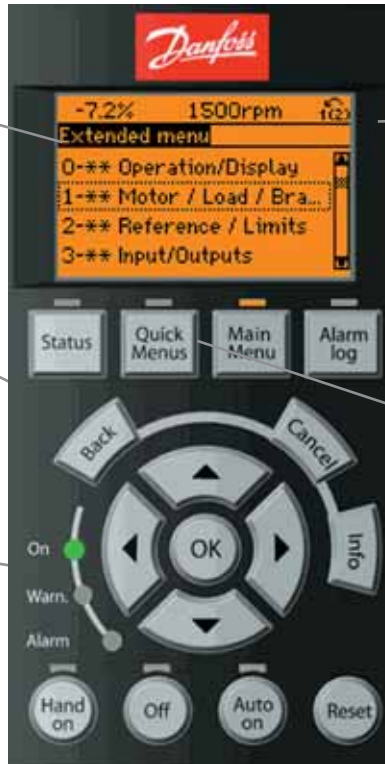 Danfoss
-7.2% 1500rpm 1(2)
Extended menu
0-** Operation/Display
1-** Motor / Load / Bra...
2-** Reference / Limits
3-** Input/Outputs
Status
Quick Menus
Main Menu
Alarm log
Back
Cancel
Info
OK
On
Warn.
Alarm
Hand on
Off
Auto on
Reset